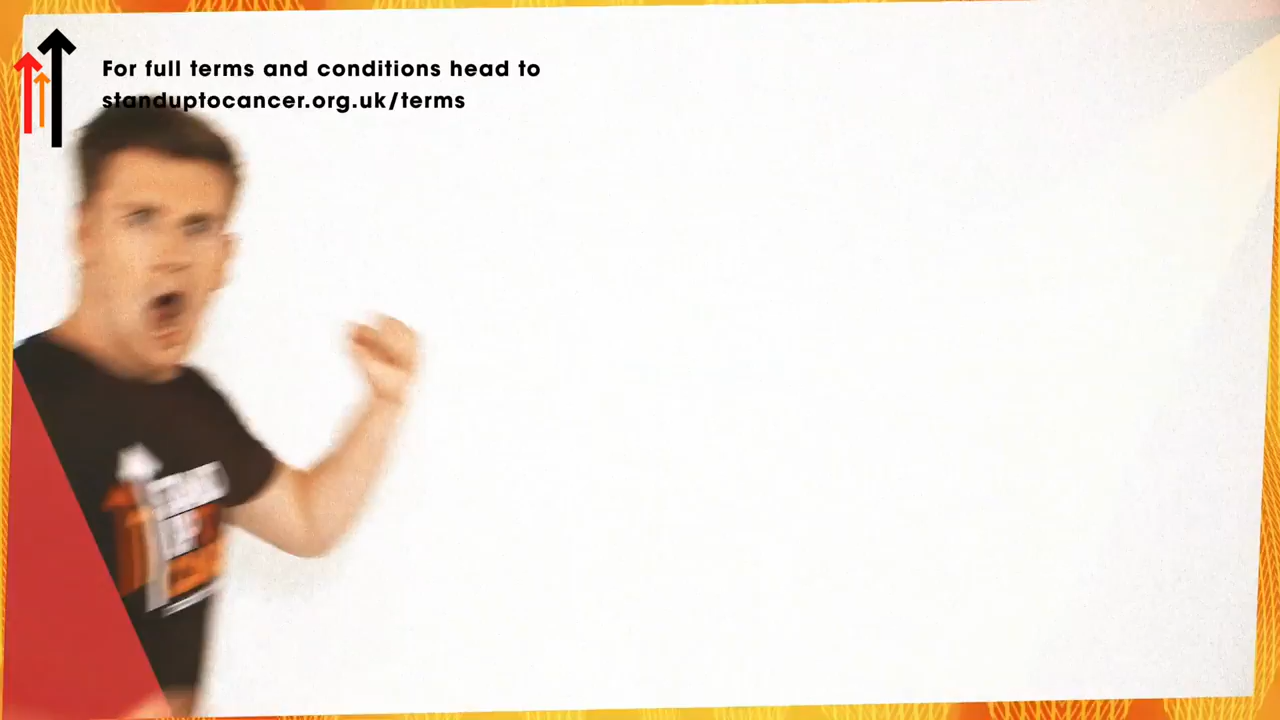 For full terms and conditions head to
standuptocancer.org.uk/terms